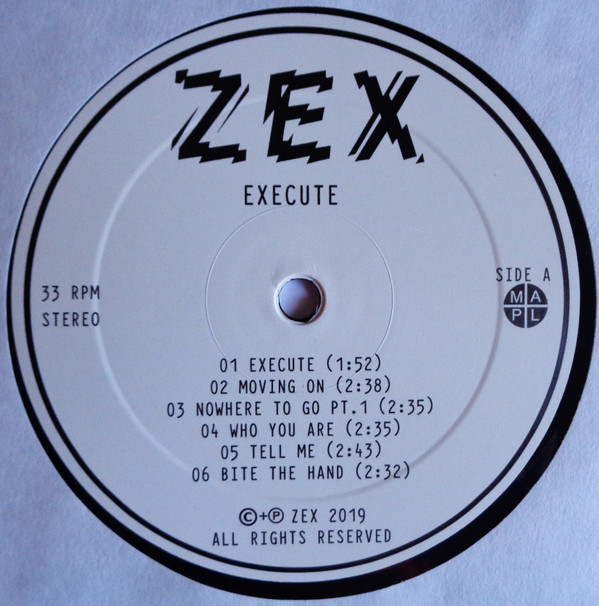 ZEX
EXECUTE
33 RPM
STEREO
SIDE A
M A
P L
01 EXECUTE (1:52)
02 MOVING ON (2:38)
03 NOWHERE TO GO PT.1 (2:35)
04 WHO YOU ARE (2:35)
05 TELL ME (2:43)
06 BITE THE HAND (2:32)
©+℗ ZEX 2019
ALL RIGHTS RESERVED